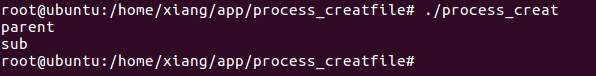 root@ubuntu:/home/xiang/app/process_creatfile# ./process_creat
parent
sub
root@ubuntu:/home/xiang/app/process_creatfile#